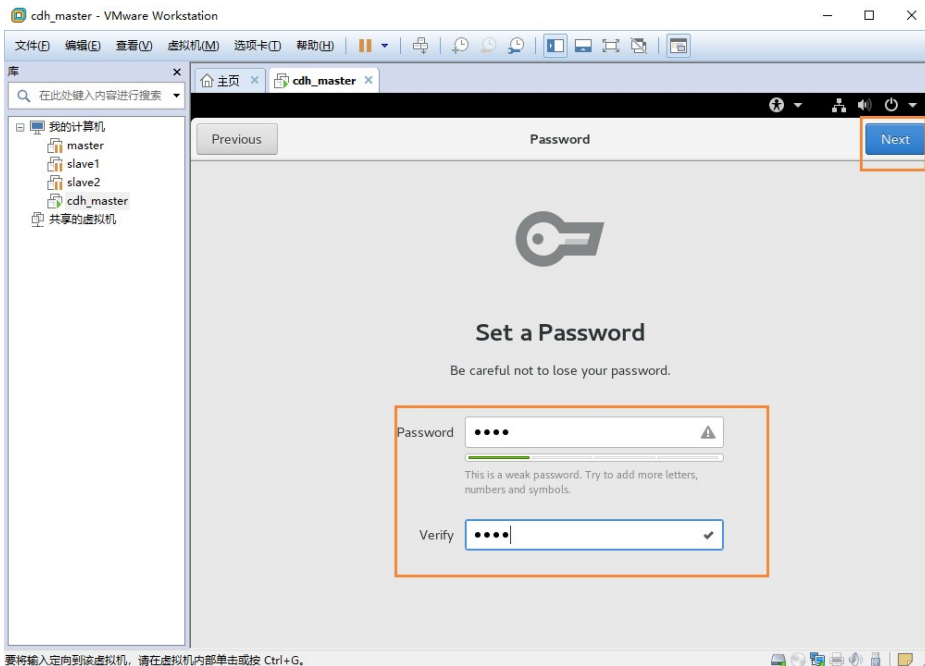 cdh_master - VMware Workstation
文件(F) 编辑(E) 查看(V) 虚拟机(M) 选项卡(T) 帮助(H)
库
在此处键入内容进行搜索
我的计算机
master
slave1
slave2
cdh_master
共享的虚拟机
主页 cdh_master
Previous Password Next
Set a Password
Be careful not to lose your password.
Password ••••
This is a weak password. Try to add more letters,
numbers and symbols.
Verify ••••
要将输入定向到该虚拟机，请在虚拟机内部单击或按 Ctrl+G。